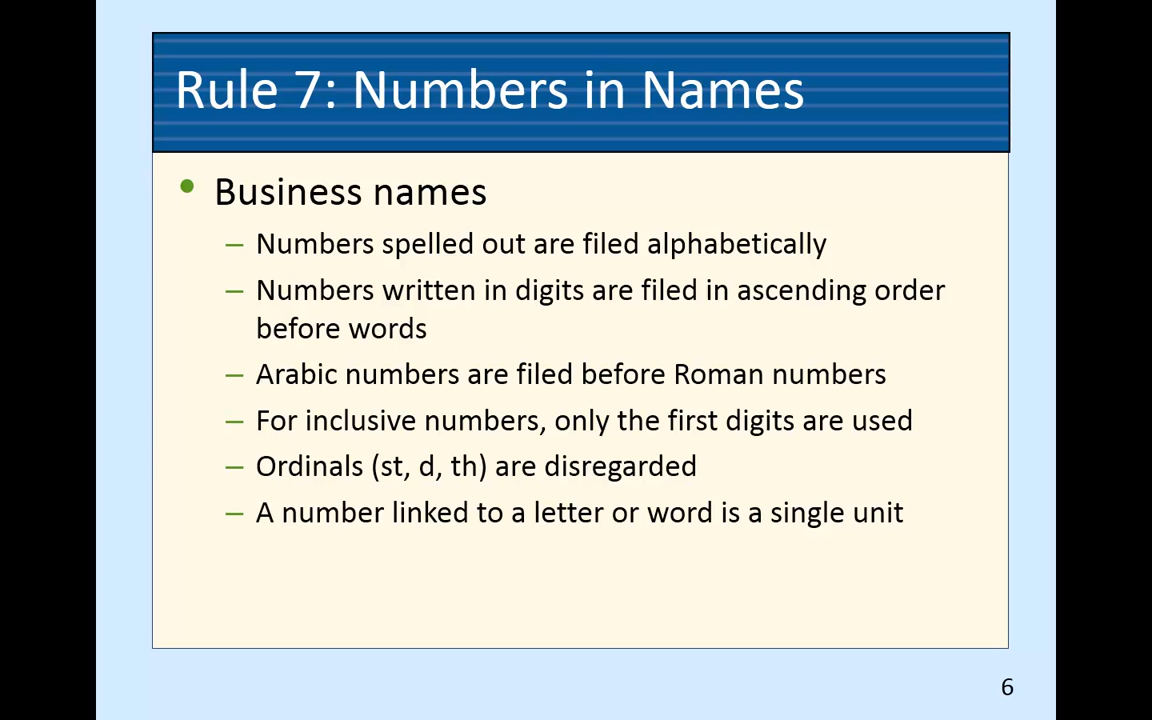 Rule 7: Numbers in Names
• Business names
– Numbers spelled out are filed alphabetically
– Numbers written in digits are filed in ascending order
before words
– Arabic numbers are filed before Roman numbers
– For inclusive numbers, only the first digits are used
– Ordinals (st, d, th) are disregarded
– A number linked to a letter or word is a single unit
6